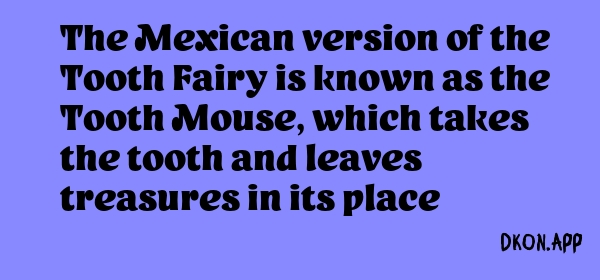 The Mexican version of the
Tooth Fairy is known as the
Tooth Mouse, which takes
the tooth and leaves
treasures in its place
DKON.APP